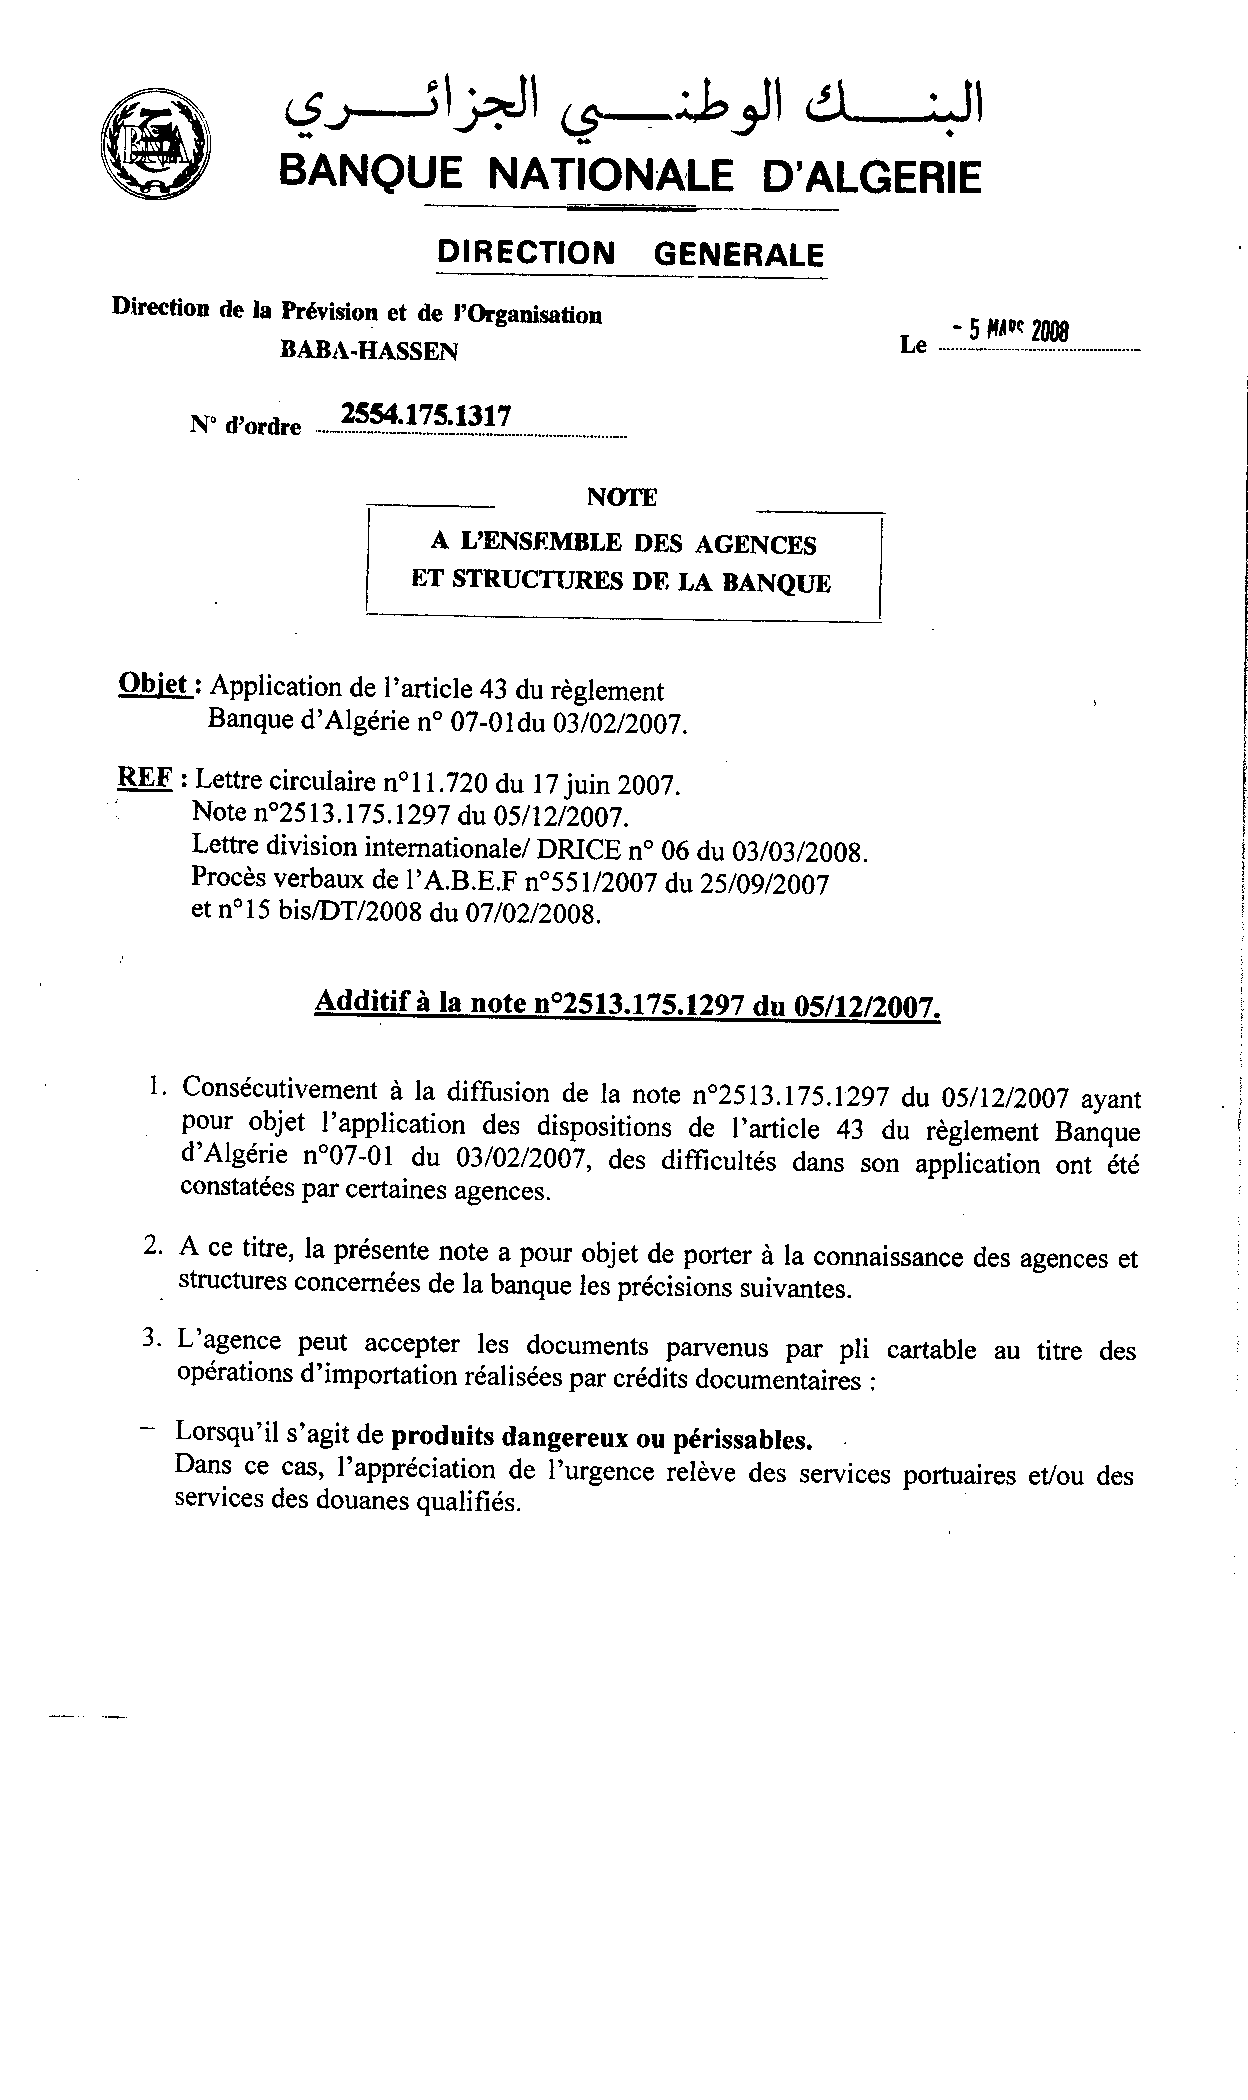 البنك الوطني الجزائري
BNA
BANQUE NATIONALE D'ALGERIE
DIRECTION GENERALE
Direction de la Prévision et de l'Organisation
BABA-HASSEN
Le - 5 MARS 2008
N° d'ordre 2554.175.1317
NOTE
A L'ENSEMBLE DES AGENCES
ET STRUCTURES DE LA BANQUE
Objet : Application de l'article 43 du règlement
Banque d'Algérie n° 07-01du 03/02/2007.
REF : Lettre circulaire n°11.720 du 17 juin 2007.
Note n°2513.175.1297 du 05/12/2007.
Lettre division internationale/ DRICE n° 06 du 03/03/2008.
Procès verbaux de l'A.B.E.F n°551/2007 du 25/09/2007
et n°15 bis/DT/2008 du 07/02/2008.
Additif à la note n°2513.175.1297 du 05/12/2007.
1. Consécutivement à la diffusion de la note n°2513.175.1297 du 05/12/2007 ayant
pour objet l'application des dispositions de l'article 43 du règlement Banque
d'Algérie n°07-01 du 03/02/2007, des difficultés dans son application ont été
constatées par certaines agences.
2. A ce titre, la présente note a pour objet de porter à la connaissance des agences et
structures concernées de la banque les précisions suivantes.
3. L'agence peut accepter les documents parvenus par pli cartable au titre des
opérations d'importation réalisées par crédits documentaires :
– Lorsqu'il s'agit de produits dangereux ou périssables.
Dans ce cas, l'appréciation de l'urgence relève des services portuaires et/ou des
services des douanes qualifiés.